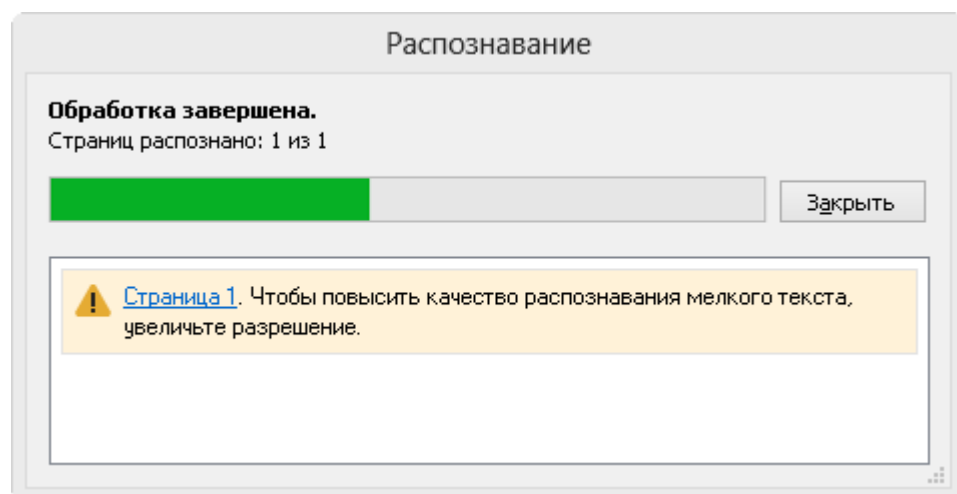 Распознавание
Обработка завершена.
Страниц распознано: 1 из 1
Закрыть
Страница 1. Чтобы повысить качество распознавания мелкого текста,
увеличьте разрешение.